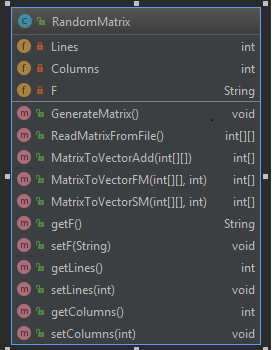 RandomMatrix
Lines int
Columns int
F String
GenerateMatrix() void
ReadMatrixFromFile() int[][]
MatrixToVectorAdd(int[][]) int[]
MatrixToVectorFM(int[][], int) int[]
MatrixToVectorSM(int[][], int) int[]
getF() String
setF(String) void
getLines() int
setLines(int) void
getColumns() int
setColumns(int) void